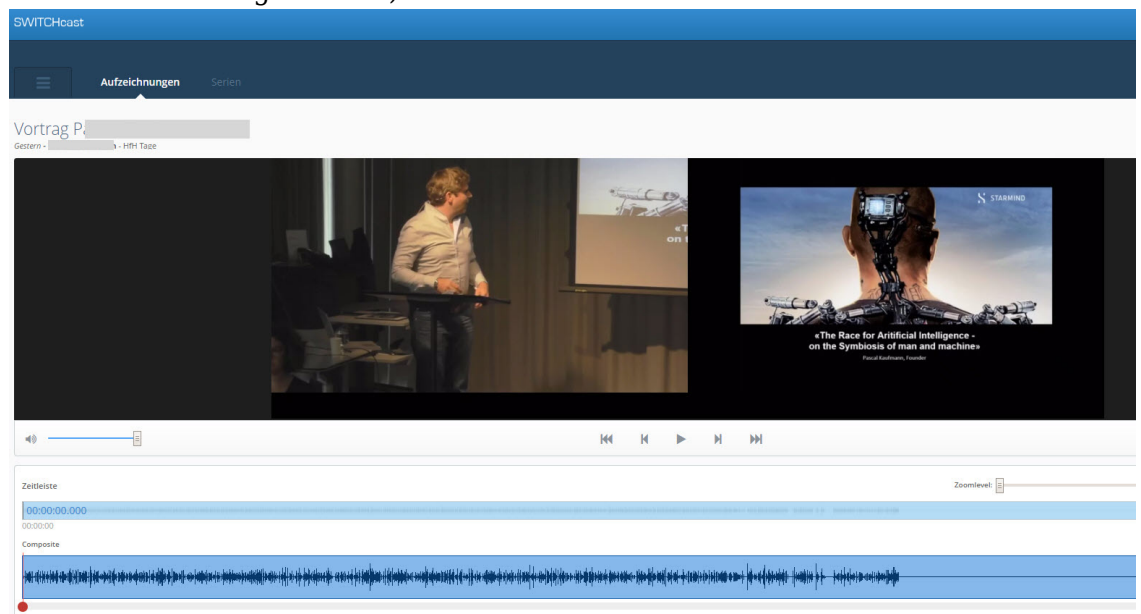 SWITCHcast
Aufzeichnungen Serien
Vortrag P
Gestern - - HfH Tage
«T
on t
STARMIND
«The Race for Aritificial Intelligence -
on the Symbiosis of man and machine»
Pascal Kaufmann, Founder
Zeitleiste
Zoomlevel:
00:00:00.000
00:00:00
Composite